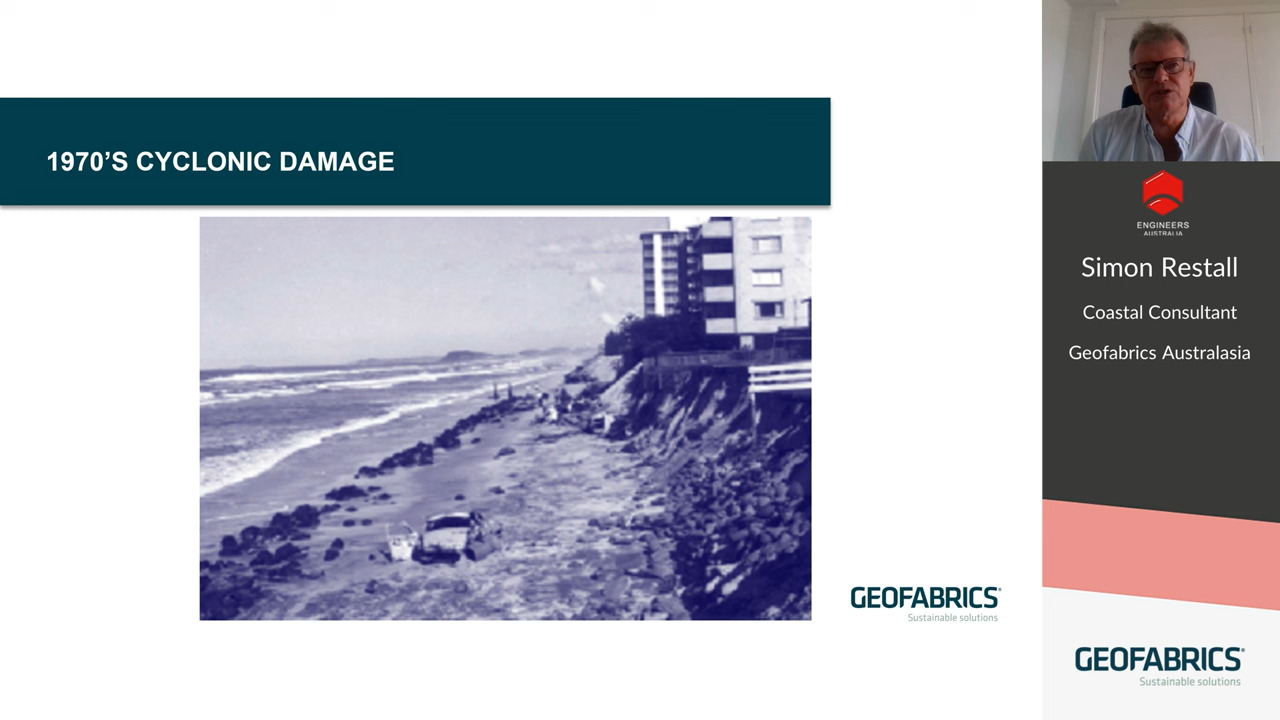 1970'S CYCLONIC DAMAGE
GEOFABRICS®
Sustainable solutions
ENGINEERS
AUSTRALIA
Simon Restall
Coastal Consultant
Geofabrics Australasia
GEOFABRICS®
Sustainable solutions